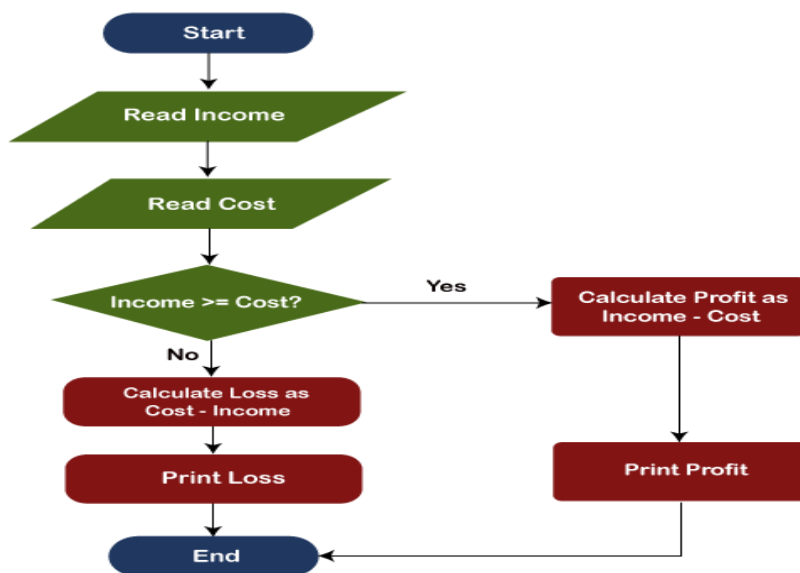 Start
Read Income
Read Cost
Income >= Cost?
Yes
Calculate Profit as
Income - Cost
No
Calculate Loss as
Cost - Income
Print Loss
Print Profit
End